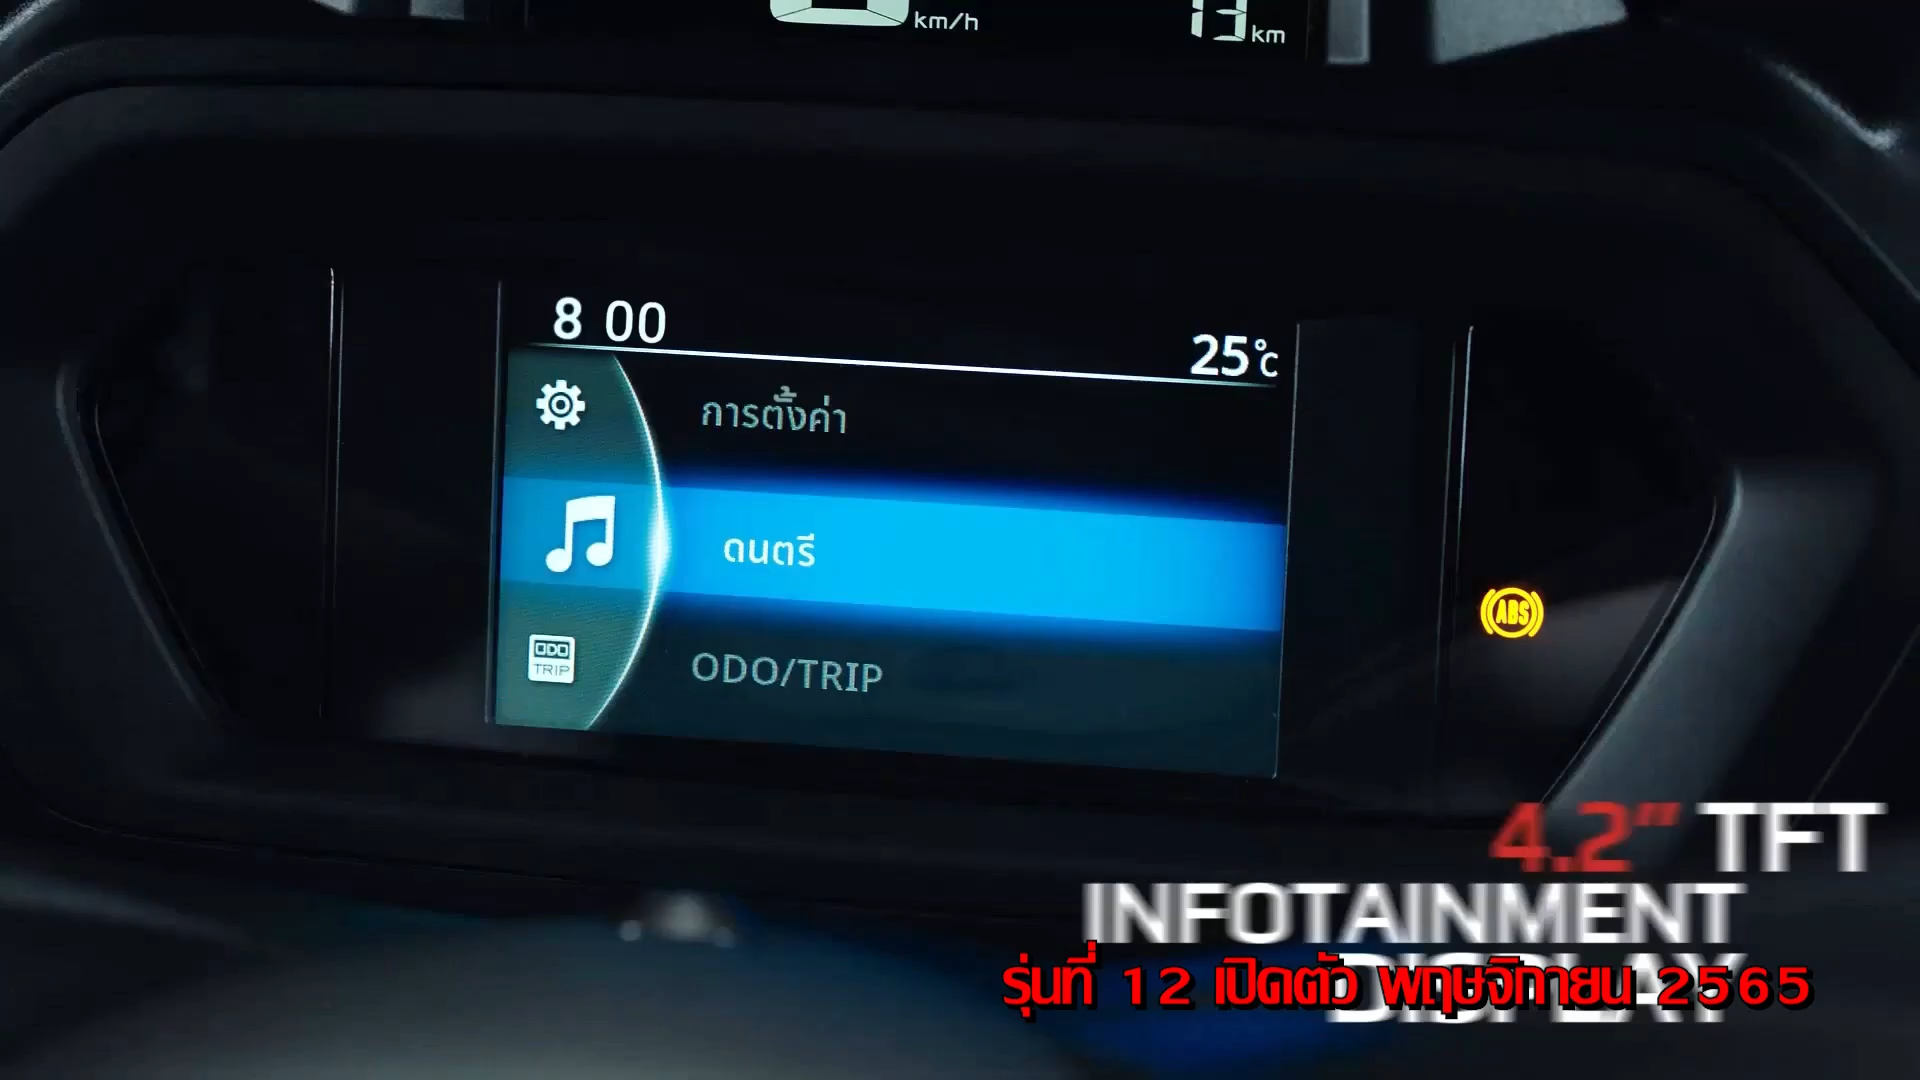 km/h
13 km
8 00
25°C
การตั้งค่า
ดนตรี
ODO
TRIP
ODO/TRIP
ABS
4.2" TFT
INFOTAINMENT
DISPLAY
รุ่นที่ 12 เปิดตัว พฤษจิกายน 2565